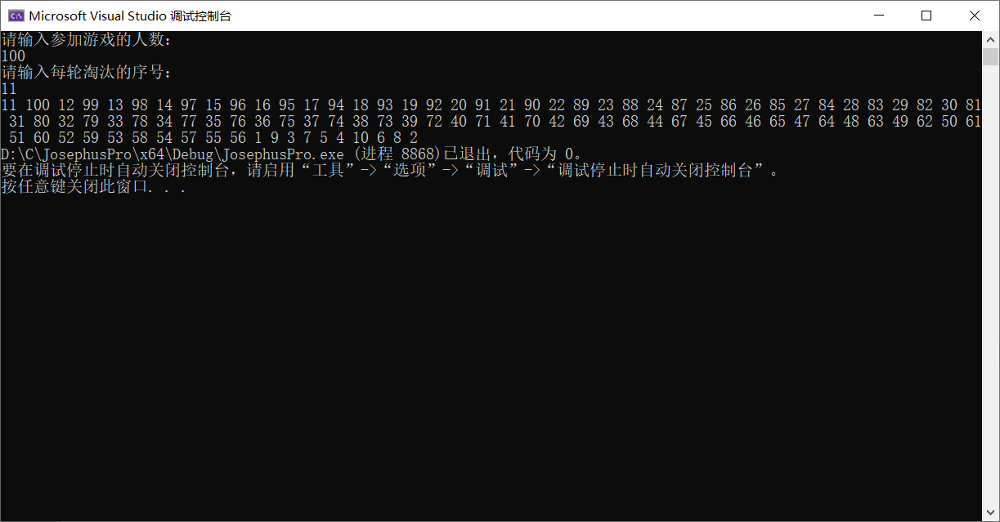 Microsoft Visual Studio 调试控制台
请输入参加游戏的人数：
100
请输入每轮淘汰的序号：
11
11 100 12 99 13 98 14 97 15 96 16 95 17 94 18 93 19 92 20 91 21 90 22 89 23 88 24 87 25 86 26 85 27 84 28 83 29 82 30 81
31 80 32 79 33 78 34 77 35 76 36 75 37 74 38 73 39 72 40 71 41 70 42 69 43 68 44 67 45 66 46 65 47 64 48 63 49 62 50 61
51 60 52 59 53 58 54 57 55 56 1 9 3 7 5 4 10 6 8 2
D:\C\JosephusPro\x64\Debug\JosephusPro.exe (进程 8868)已退出，代码为 0。
要在调试停止时自动关闭控制台，请启用“工具”->“选项”->“调试”->“调试停止时自动关闭控制台”。
按任意键关闭此窗口. . .